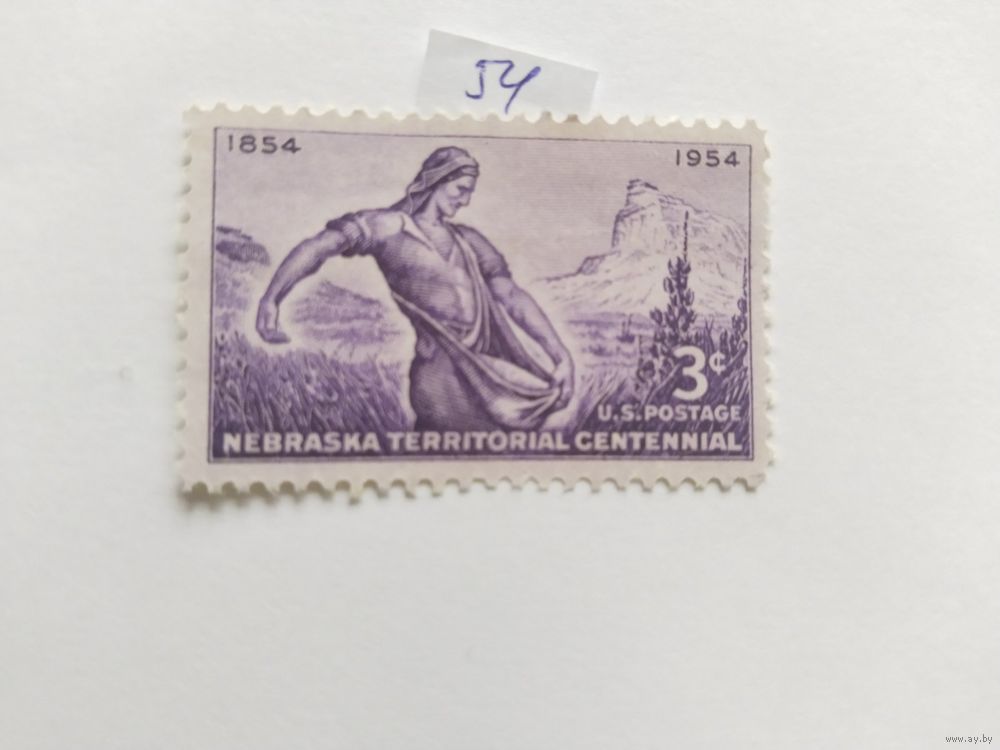 54
1854
1954
3¢
U.S. POSTAGE
NEBRASKA TERRITORIAL CENTENNIAL
www.ay.by